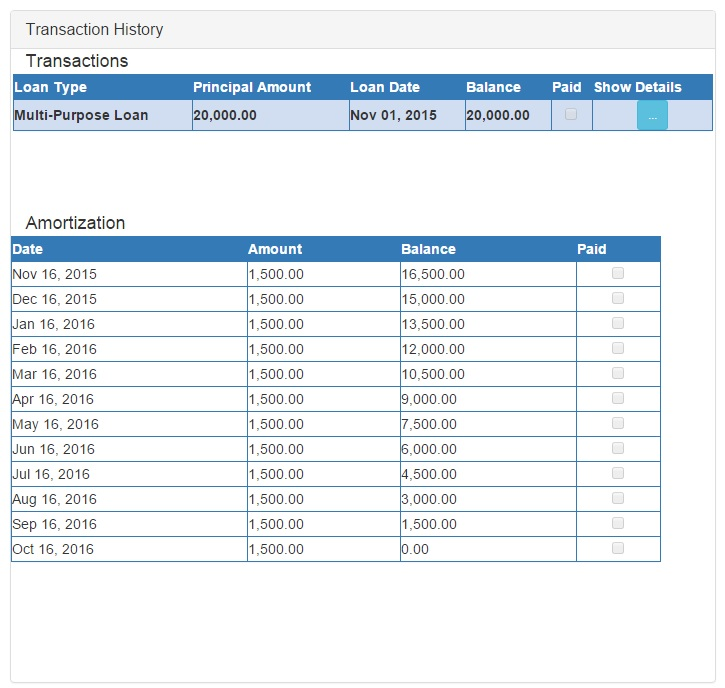 Transaction History
Transactions
Loan Type Principal Amount Loan Date Balance Paid Show Details
Multi-Purpose Loan 20,000.00 Nov 01, 2015 20,000.00 ...
Amortization
Date Amount Balance Paid
Nov 16, 2015 1,500.00 16,500.00
Dec 16, 2015 1,500.00 15,000.00
Jan 16, 2016 1,500.00 13,500.00
Feb 16, 2016 1,500.00 12,000.00
Mar 16, 2016 1,500.00 10,500.00
Apr 16, 2016 1,500.00 9,000.00
May 16, 2016 1,500.00 7,500.00
Jun 16, 2016 1,500.00 6,000.00
Jul 16, 2016 1,500.00 4,500.00
Aug 16, 2016 1,500.00 3,000.00
Sep 16, 2016 1,500.00 1,500.00
Oct 16, 2016 1,500.00 0.00